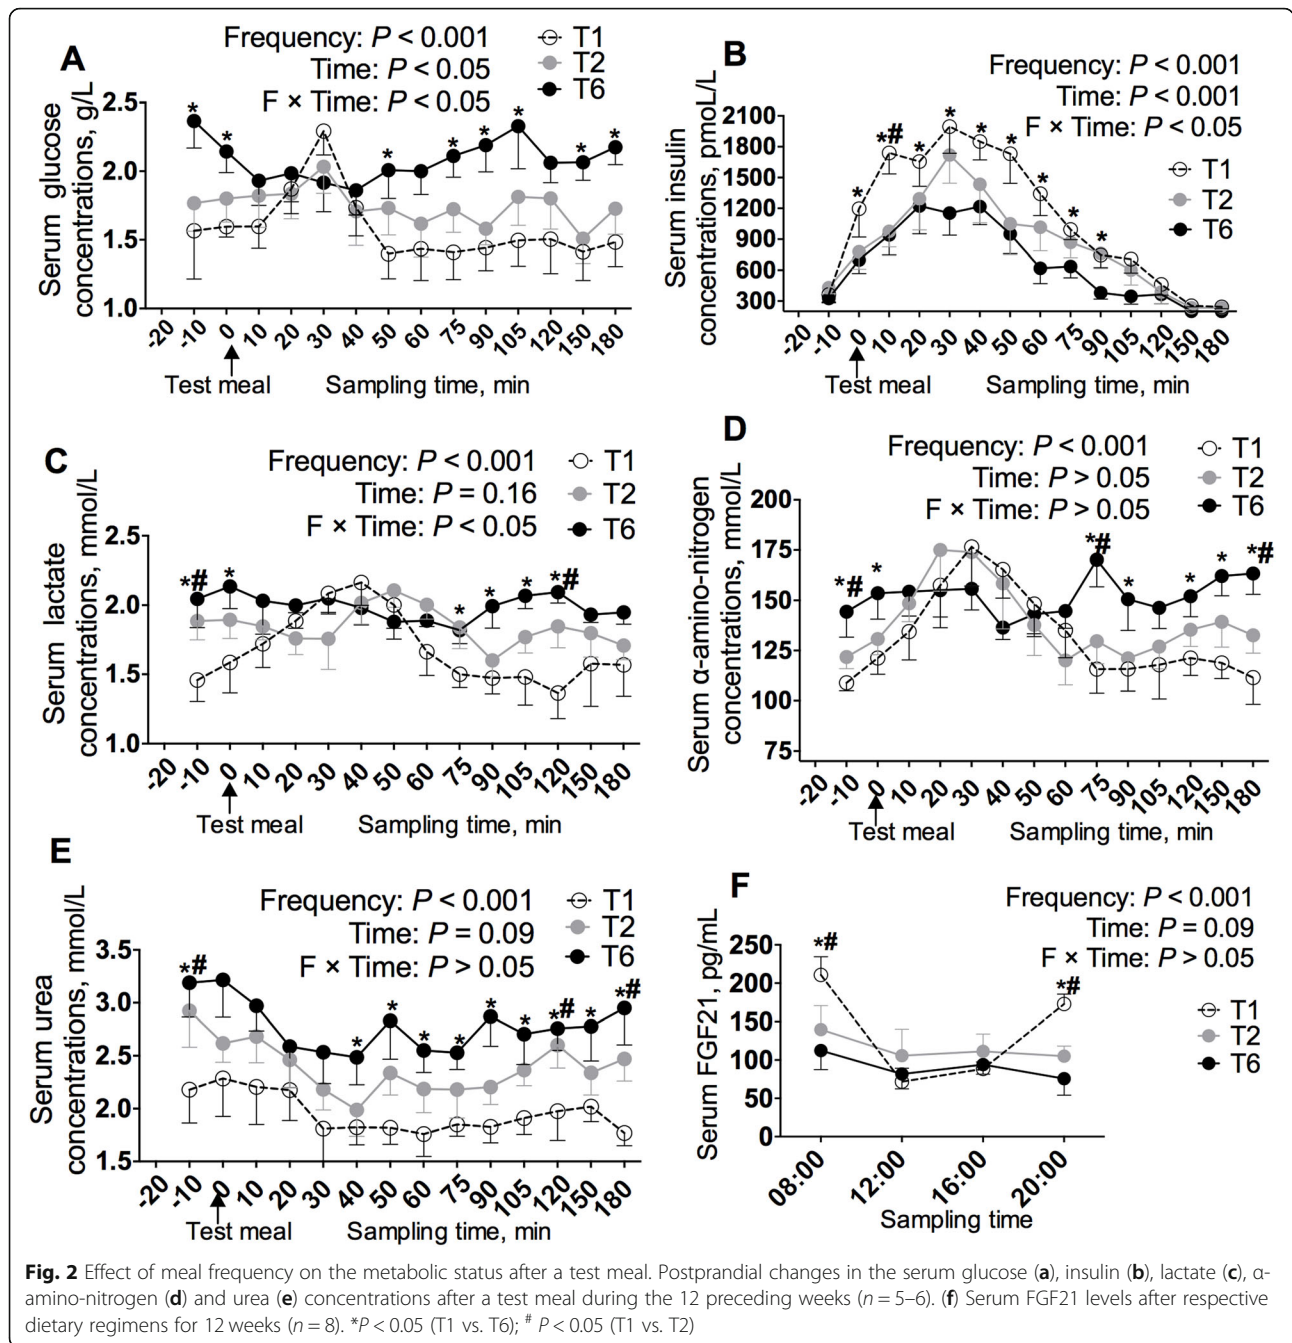 A
Frequency: P < 0.001
Time: P < 0.05
F × Time: P < 0.05
T1
T2
T6
Serum glucose
concentrations, g/L
2.5
2.0
1.5
1.0
-20 -10 0 10 20 30 40 50 60 75 90 105 120 150 180
Test meal
Sampling time, min
* * * * * * * *
B
Frequency: P < 0.001
Time: P < 0.001
F × Time: P < 0.05
T1
T2
T6
Serum insulin
concentrations, pmoL/L
2100
1800
1500
1200
900
600
300
-20 -10 0 10 20 30 40 50 60 75 90 105 120 150 180
Test meal
Sampling time, min
* *# * * * * * * *
C
Frequency: P < 0.001
Time: P = 0.16
F × Time: P < 0.05
T1
T2
T6
Serum lactate
concentrations, mmol/L
2.5
2.0
1.5
1.0
-20 -10 0 10 20 30 40 50 60 75 90 105 120 150 180
Test meal
Sampling time, min
*# * * * * *#
D
Frequency: P < 0.001
Time: P > 0.05
F × Time: P > 0.05
T1
T2
T6
Serum α-amino-nitrogen
concentrations, mmol/L
200
175
150
125
100
75
-20 -10 0 10 20 30 40 50 60 75 90 105 120 150 180
Test meal
Sampling time, min
*# * *# * * * *#
E
Frequency: P < 0.001
Time: P = 0.09
F × Time: P > 0.05
T1
T2
T6
Serum urea
concentrations, mmol/L
3.5
3.0
2.5
2.0
1.5
-20 -10 0 10 20 30 40 50 60 75 90 105 120 150 180
Test meal
Sampling time, min
*# * * * * * * *# * *#
F
Frequency: P < 0.001
Time: P = 0.09
F × Time: P > 0.05
T1
T2
T6
Serum FGF21, pg/mL
250
200
150
100
50
0
08:00 12:00 16:00 20:00
Sampling time
*# *#
Fig. 2 Effect of meal frequency on the metabolic status after a test meal. Postprandial changes in the serum glucose (a), insulin (b), lactate (c), α-
amino-nitrogen (d) and urea (e) concentrations after a test meal during the 12 preceding weeks (n = 5–6). (f) Serum FGF21 levels after respective
dietary regimens for 12 weeks (n = 8). *P < 0.05 (T1 vs. T6); # P < 0.05 (T1 vs. T2)